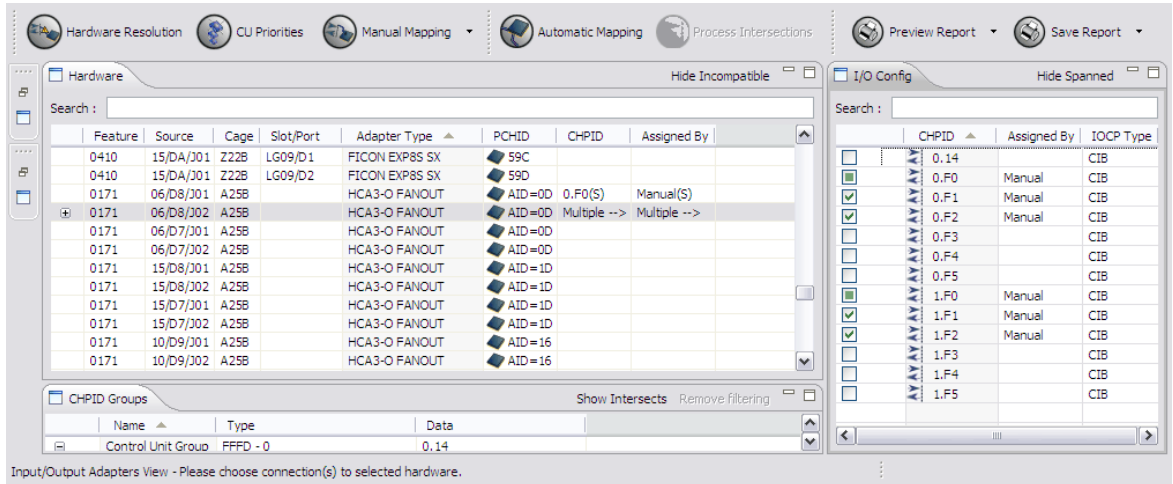 Hardware Resolution CU Priorities Manual Mapping Automatic Mapping Process Intersections Preview Report Save Report
Hardware Hide Incompatible
Search :
Feature Source Cage Slot/Port Adapter Type PCHID CHPID Assigned By
0410 15/DA/J01 Z22B LG09/D1 FICON EXP8S SX 59C
0410 15/DA/J01 Z22B LG09/D2 FICON EXP8S SX 59D
0171 06/D8/J01 A25B HCA3-O FANOUT AID=0D 0.F0(S) Manual(S)
0171 06/D8/J02 A25B HCA3-O FANOUT AID=0D Multiple --> Multiple -->
0171 06/D7/J01 A25B HCA3-O FANOUT AID=0D
0171 06/D7/J02 A25B HCA3-O FANOUT AID=0D
0171 15/D8/J01 A25B HCA3-O FANOUT AID=1D
0171 15/D8/J02 A25B HCA3-O FANOUT AID=1D
0171 15/D7/J01 A25B HCA3-O FANOUT AID=1D
0171 15/D7/J02 A25B HCA3-O FANOUT AID=1D
0171 10/D9/J01 A25B HCA3-O FANOUT AID=16
0171 10/D9/J02 A25B HCA3-O FANOUT AID=16
CHPID Groups Show Intersects Remove filtering
Name Type Data
Control Unit Group FFFD - 0 0.14
I/O Config Hide Spanned
Search :
CHPID Assigned By IOCP Type
0.14 CIB
0.F0 Manual CIB
0.F1 Manual CIB
0.F2 Manual CIB
0.F3 CIB
0.F4 CIB
0.F5 CIB
1.F0 Manual CIB
1.F1 Manual CIB
1.F2 Manual CIB
1.F3 CIB
1.F4 CIB
1.F5 CIB
Input/Output Adapters View - Please choose connection(s) to selected hardware.